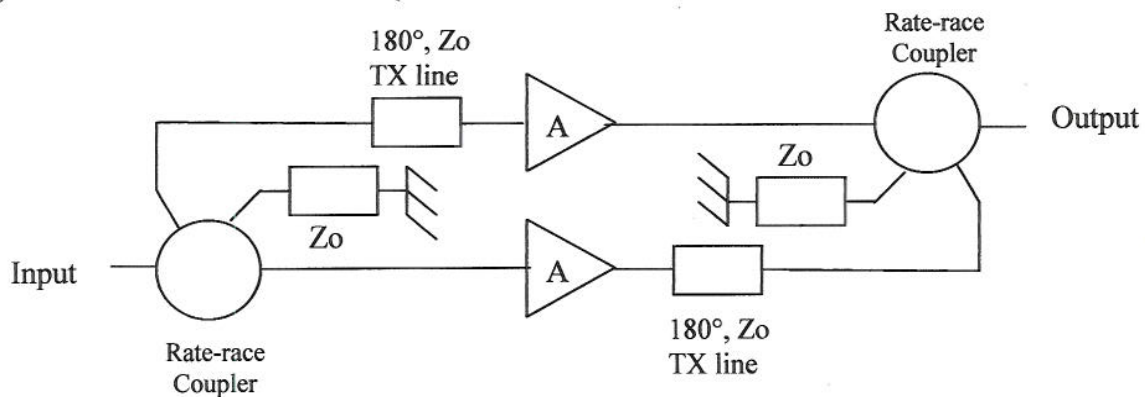 Rate-race
Coupler
180°, Zo
TX line
A
Output
Zo
Zo
Input
A
Rate-race
Coupler
180°, Zo
TX line